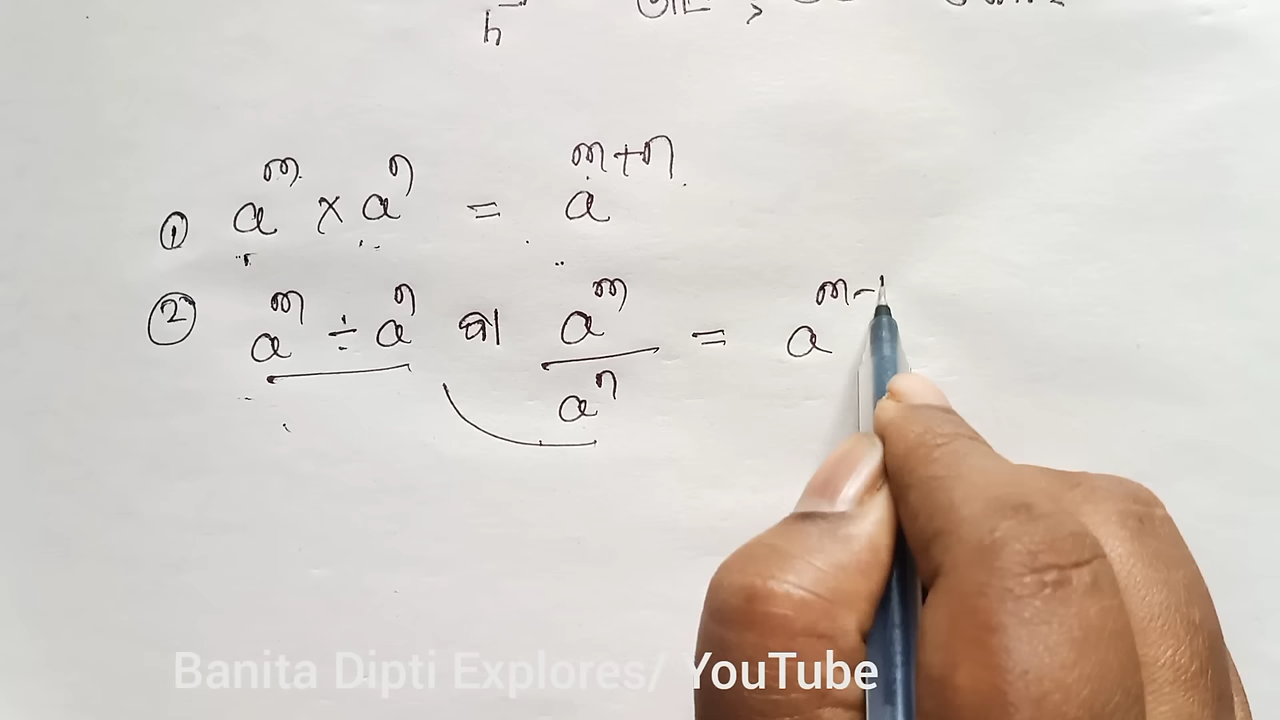 ① a^m × a^n = a^{m+n}
② a^m ÷ a^n ବା a^m/a^n = a^{m-
Banita Dipti Explores/ YouTube